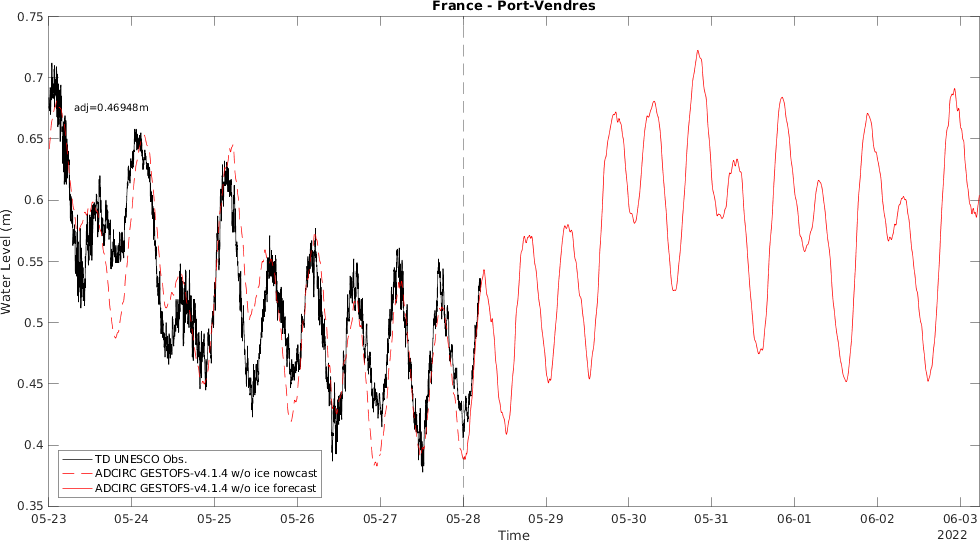 France - Port-Vendres
0.75
0.7
0.65
0.6
0.55
0.5
0.45
0.4
0.35
Water Level (m)
adj=0.46948m
TD UNESCO Obs.
ADCIRC GESTOFS-v4.1.4 w/o ice nowcast
ADCIRC GESTOFS-v4.1.4 w/o ice forecast
05-23 05-24 05-25 05-26 05-27 05-28 05-29 05-30 05-31 06-01 06-02 06-03
Time
2022